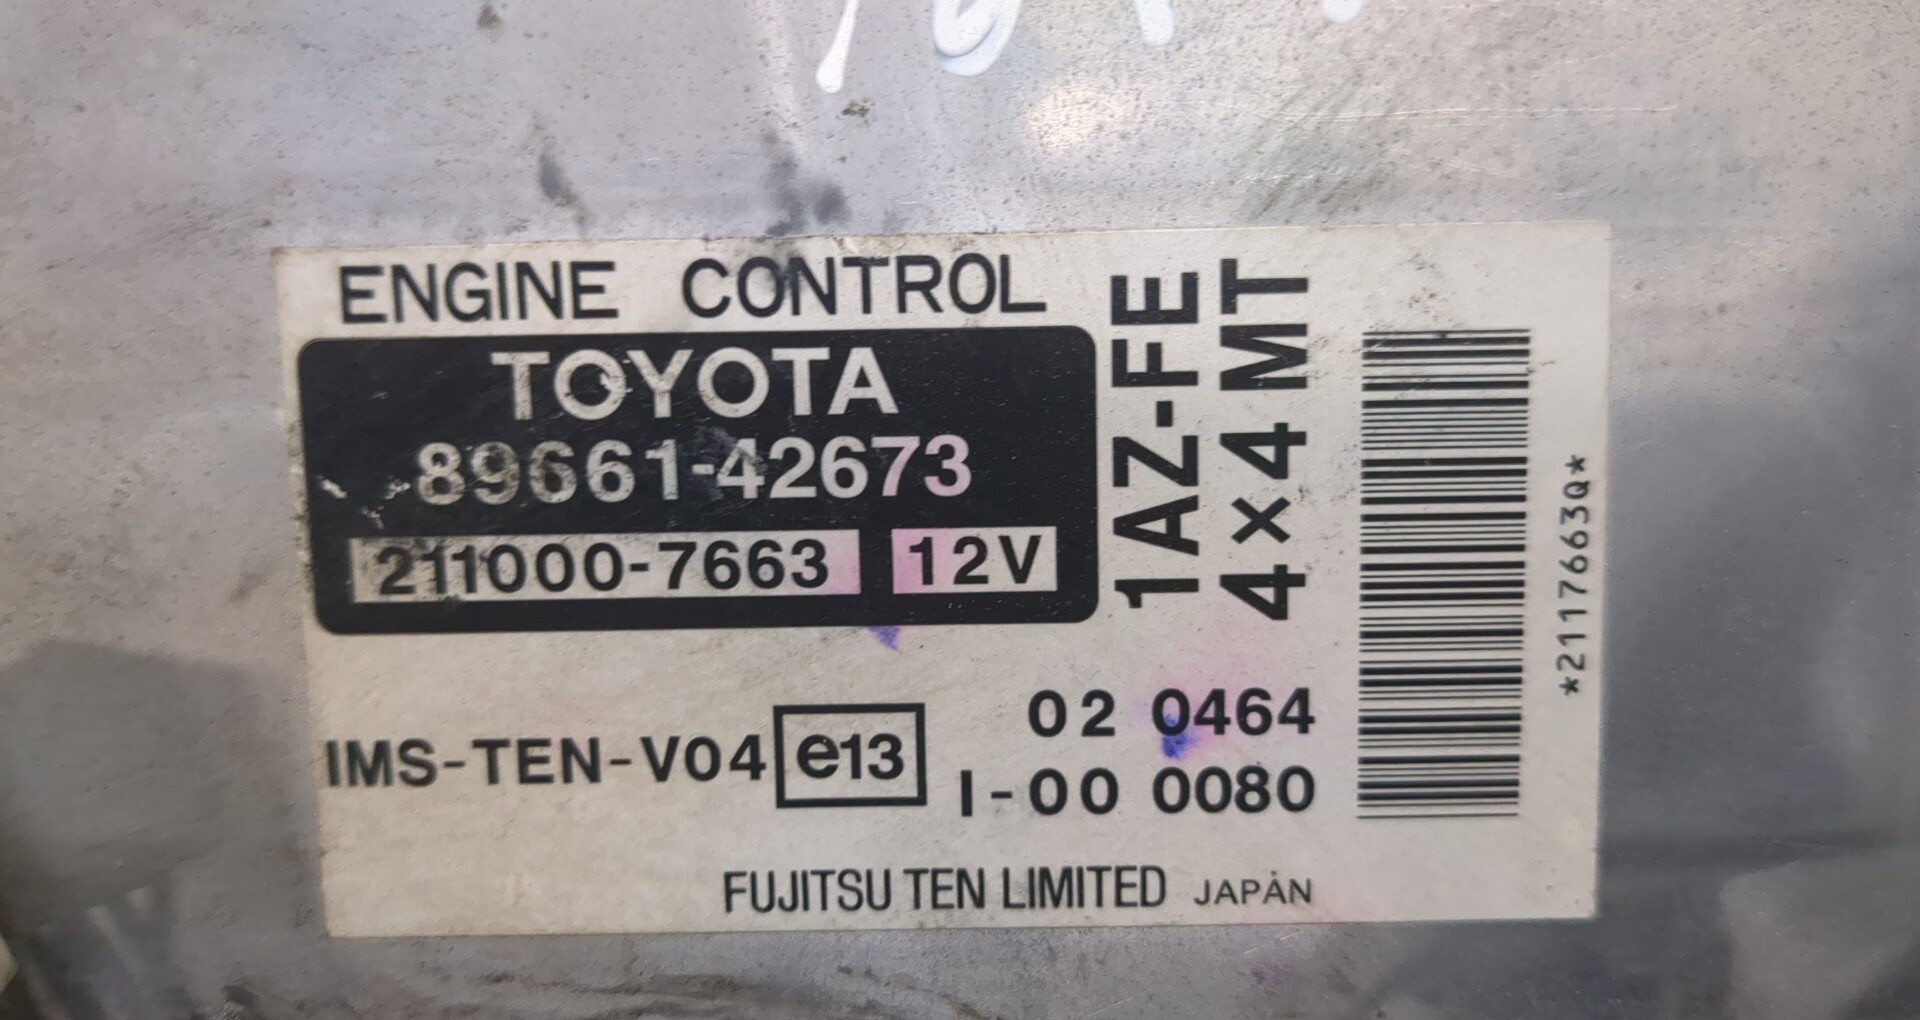 ENGINE CONTROL
TOYOTA
89661-42673
211000-7663 12V
1AZ-FE
4×4 MT
*2117663Q*
IMS-TEN-V04 e13
02 0464
I-00 0080
FUJITSU TEN LIMITED JAPAN